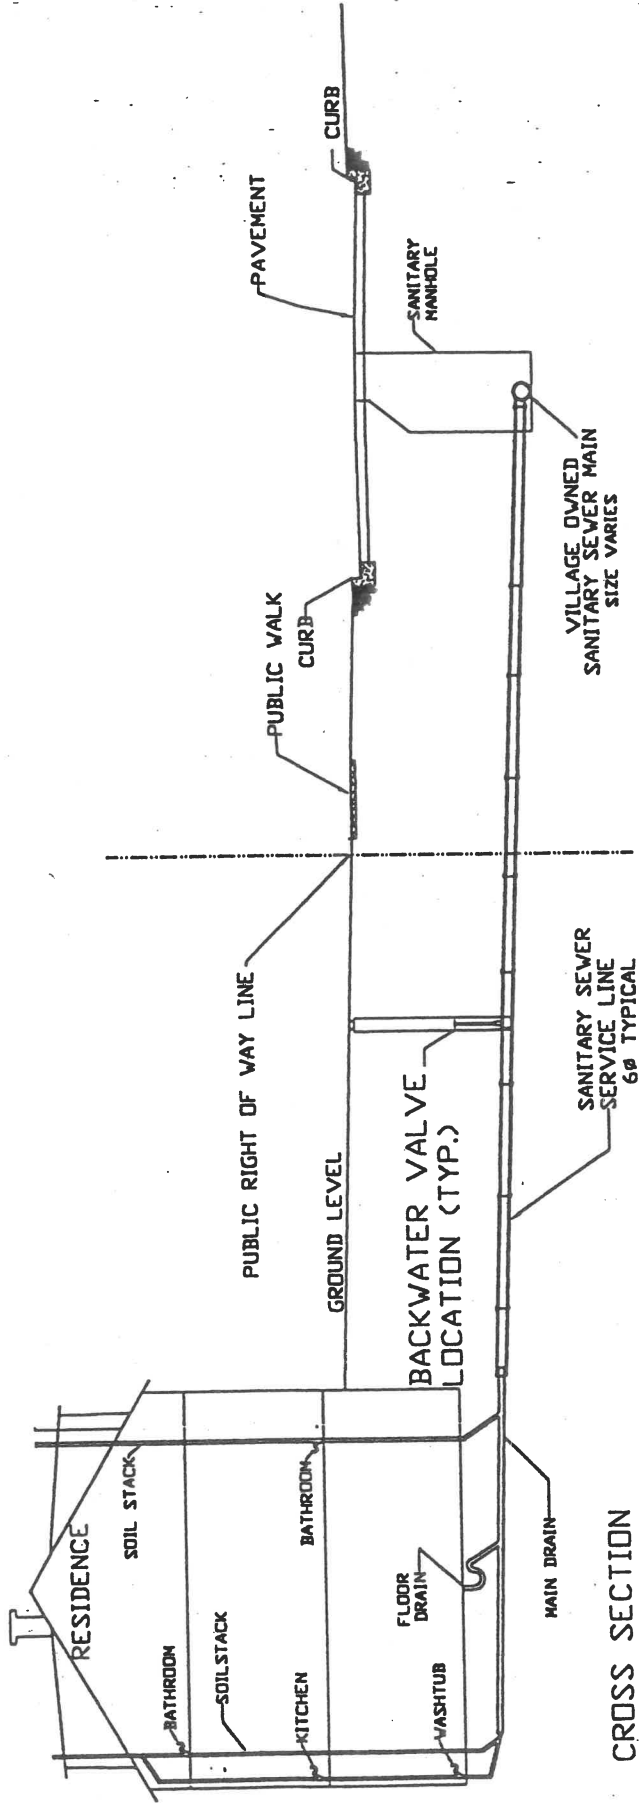 RESIDENCE
SOIL STACK
BATHROOM
SOILSTACK
BATHROOM
KITCHEN
FLOOR
DRAIN
WASHTUB
MAIN DRAIN
CROSS SECTION
PUBLIC RIGHT OF WAY LINE
GROUND LEVEL
BACKWATER VALVE
LOCATION (TYP.)
SANITARY SEWER
SERVICE LINE
6Ø TYPICAL
PUBLIC WALK
CURB
PAVEMENT
CURB
SANITARY
MANHOLE
VILLAGE OWNED
SANITARY SEWER MAIN
SIZE VARIES